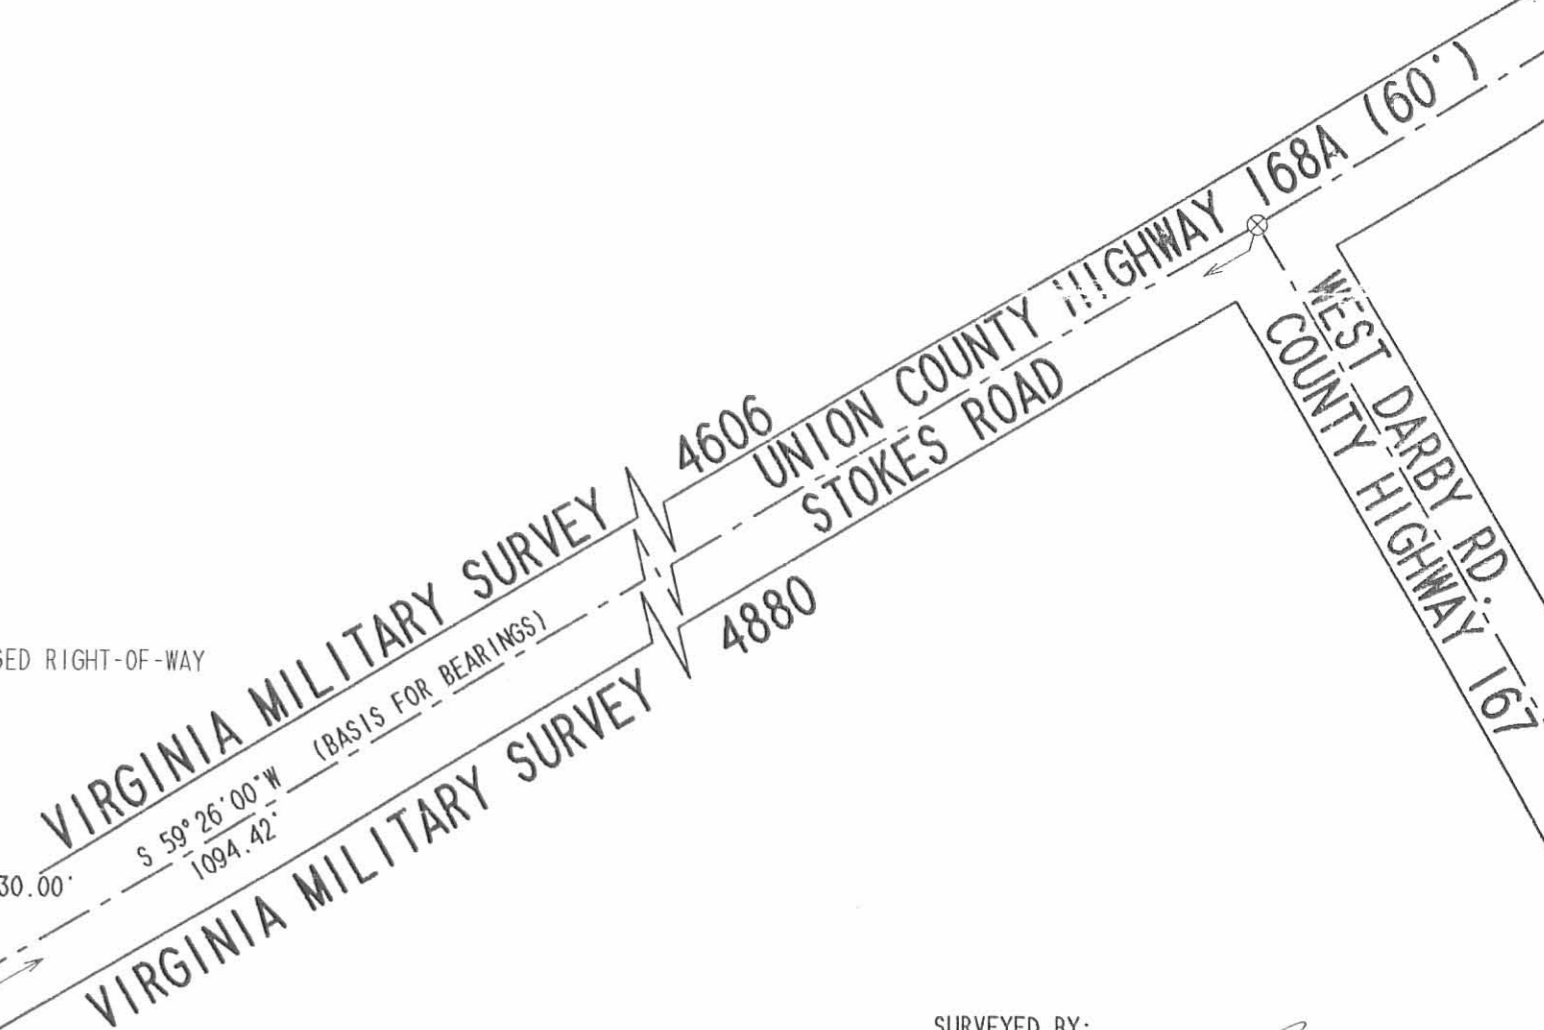 UNION COUNTY HIGHWAY 168A (60')
STOKES ROAD
WEST DARBY RD.
COUNTY HIGHWAY 167
VIRGINIA MILITARY SURVEY 4606
(BASIS FOR BEARINGS)
S 59°26'00"W
1094.42'
VIRGINIA MILITARY SURVEY 4880
SED RIGHT-OF-WAY
30.00'
SURVEYED BY: